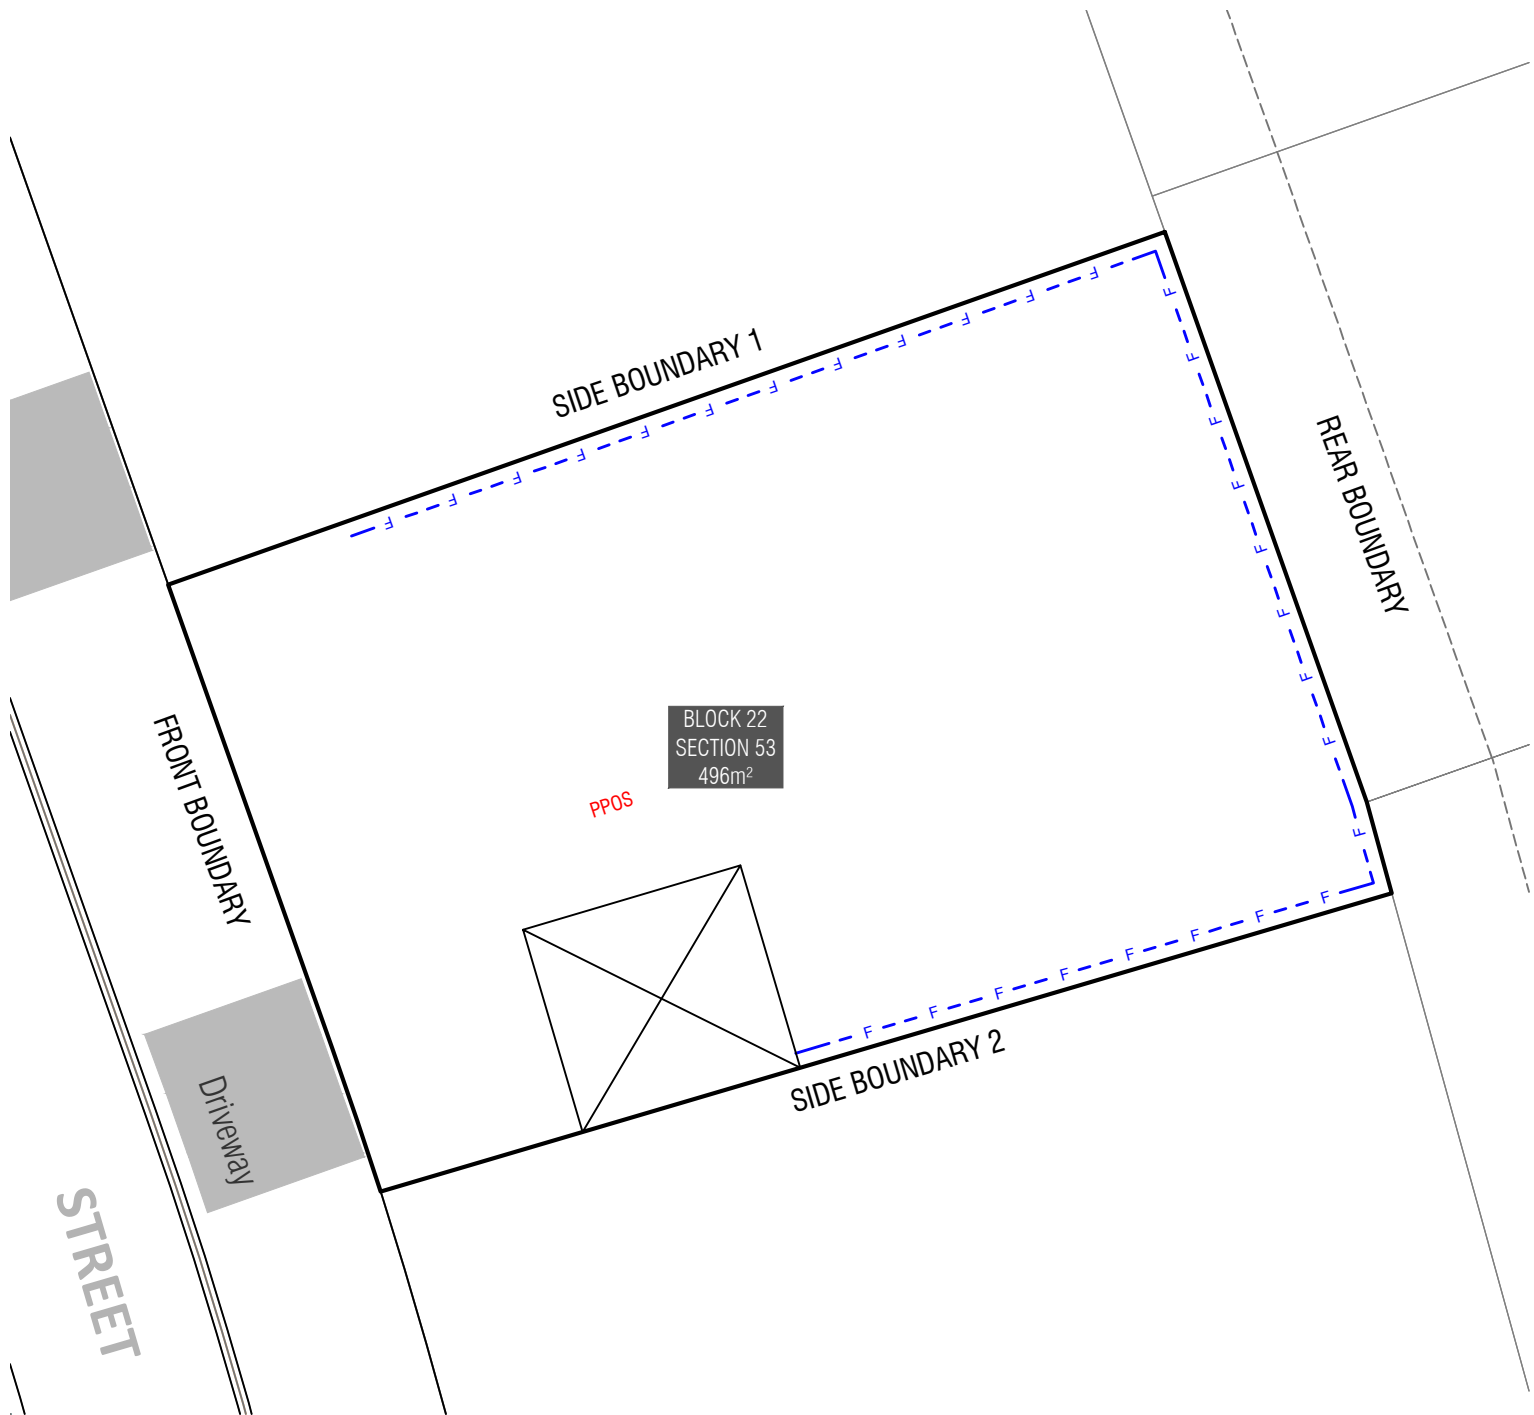 SIDE BOUNDARY 1
F F F F F F F F F F F F
F
F
F
F
F
F
F
F
F
REAR BOUNDARY
FRONT BOUNDARY
BLOCK 22
SECTION 53
496m²
PPOS
F F F F F F F F
SIDE BOUNDARY 2
Driveway
STREET